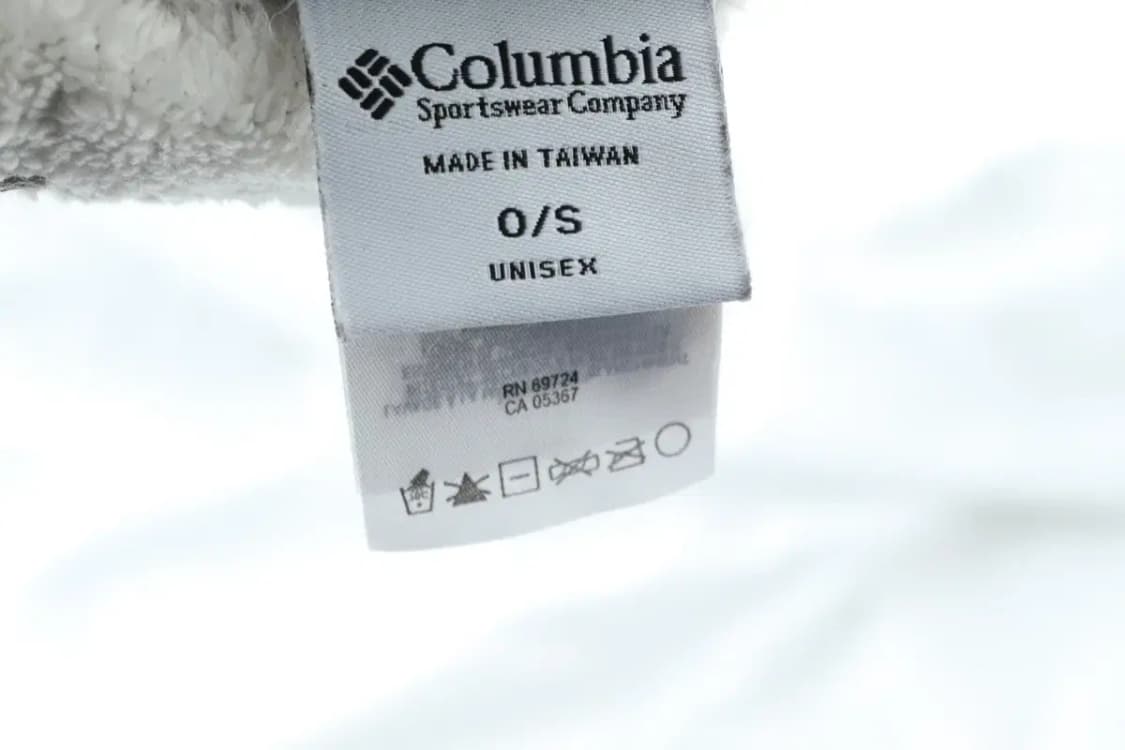 Columbia
Sportswear Company
MADE IN TAIWAN
O/S
UNISEX
RN 69724
CA 05367